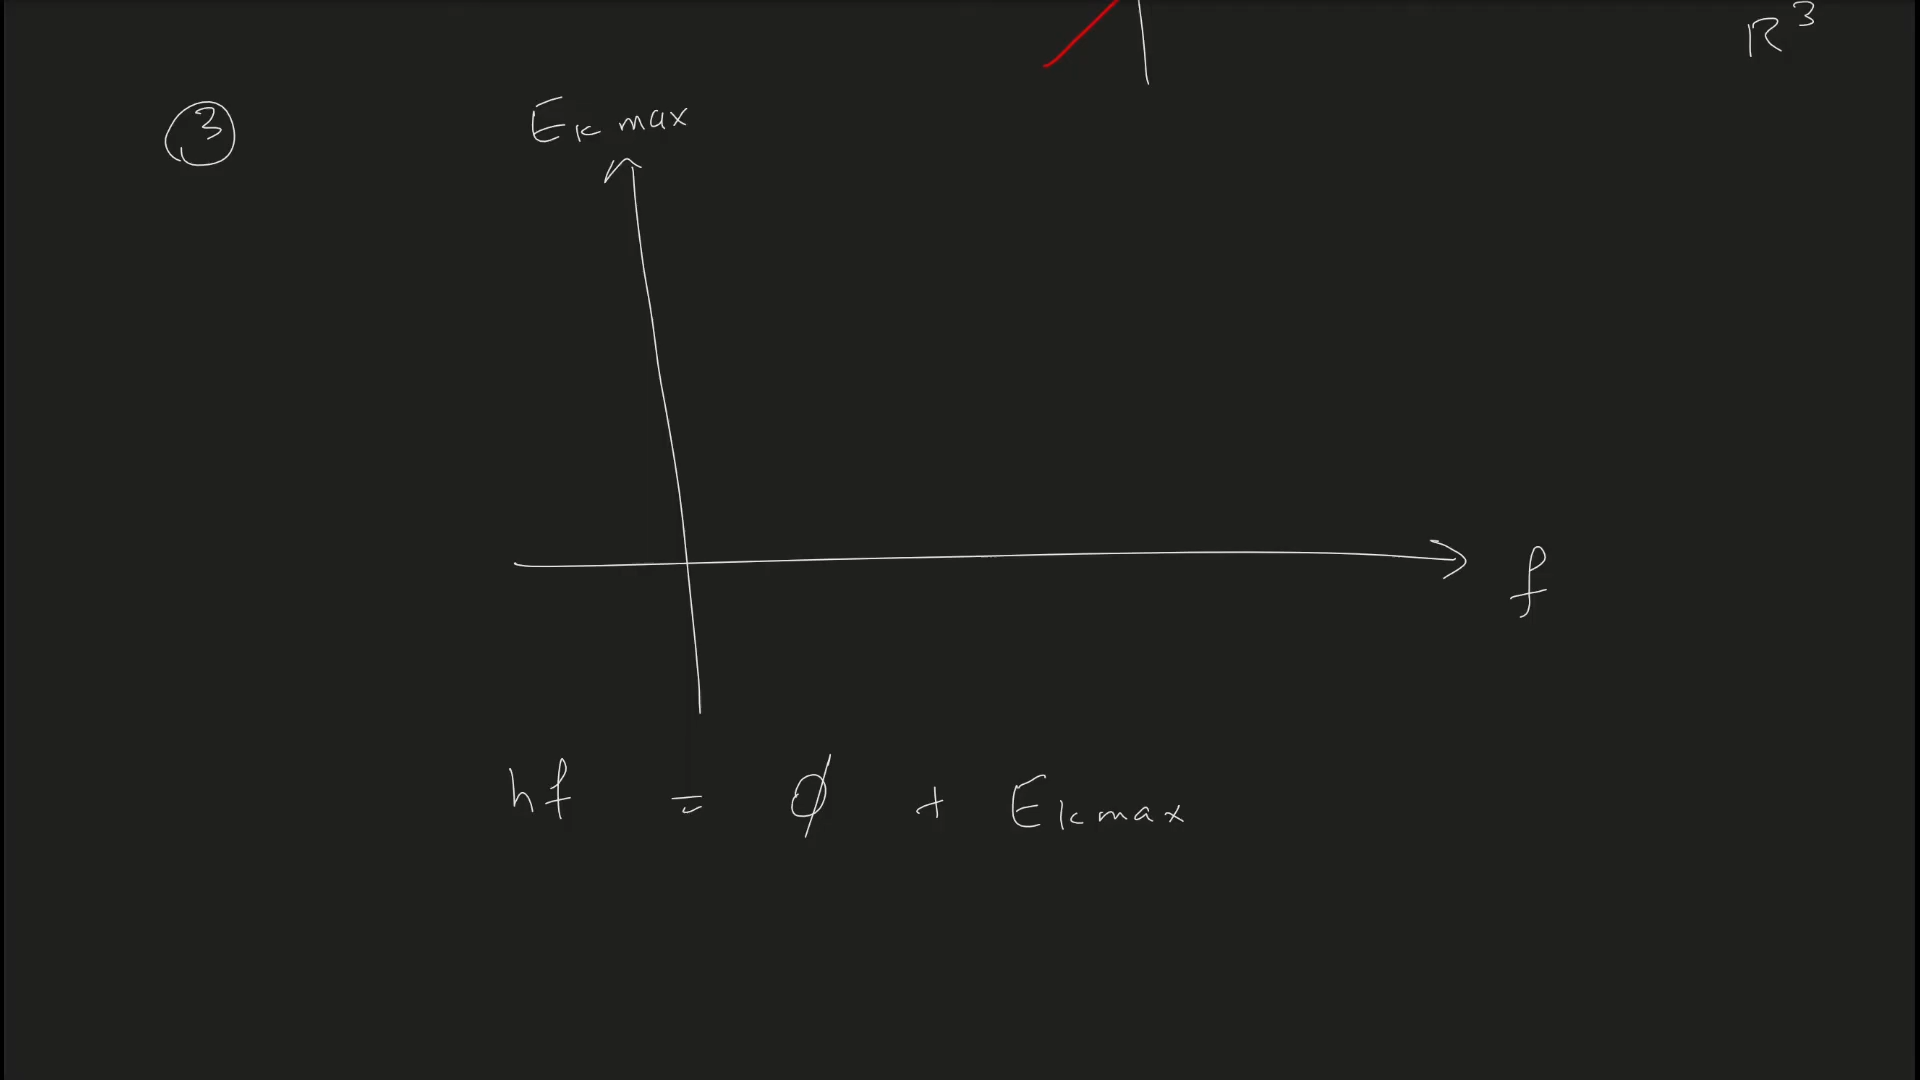 R³
③
Ek max
f
hf = ϕ + Ek max